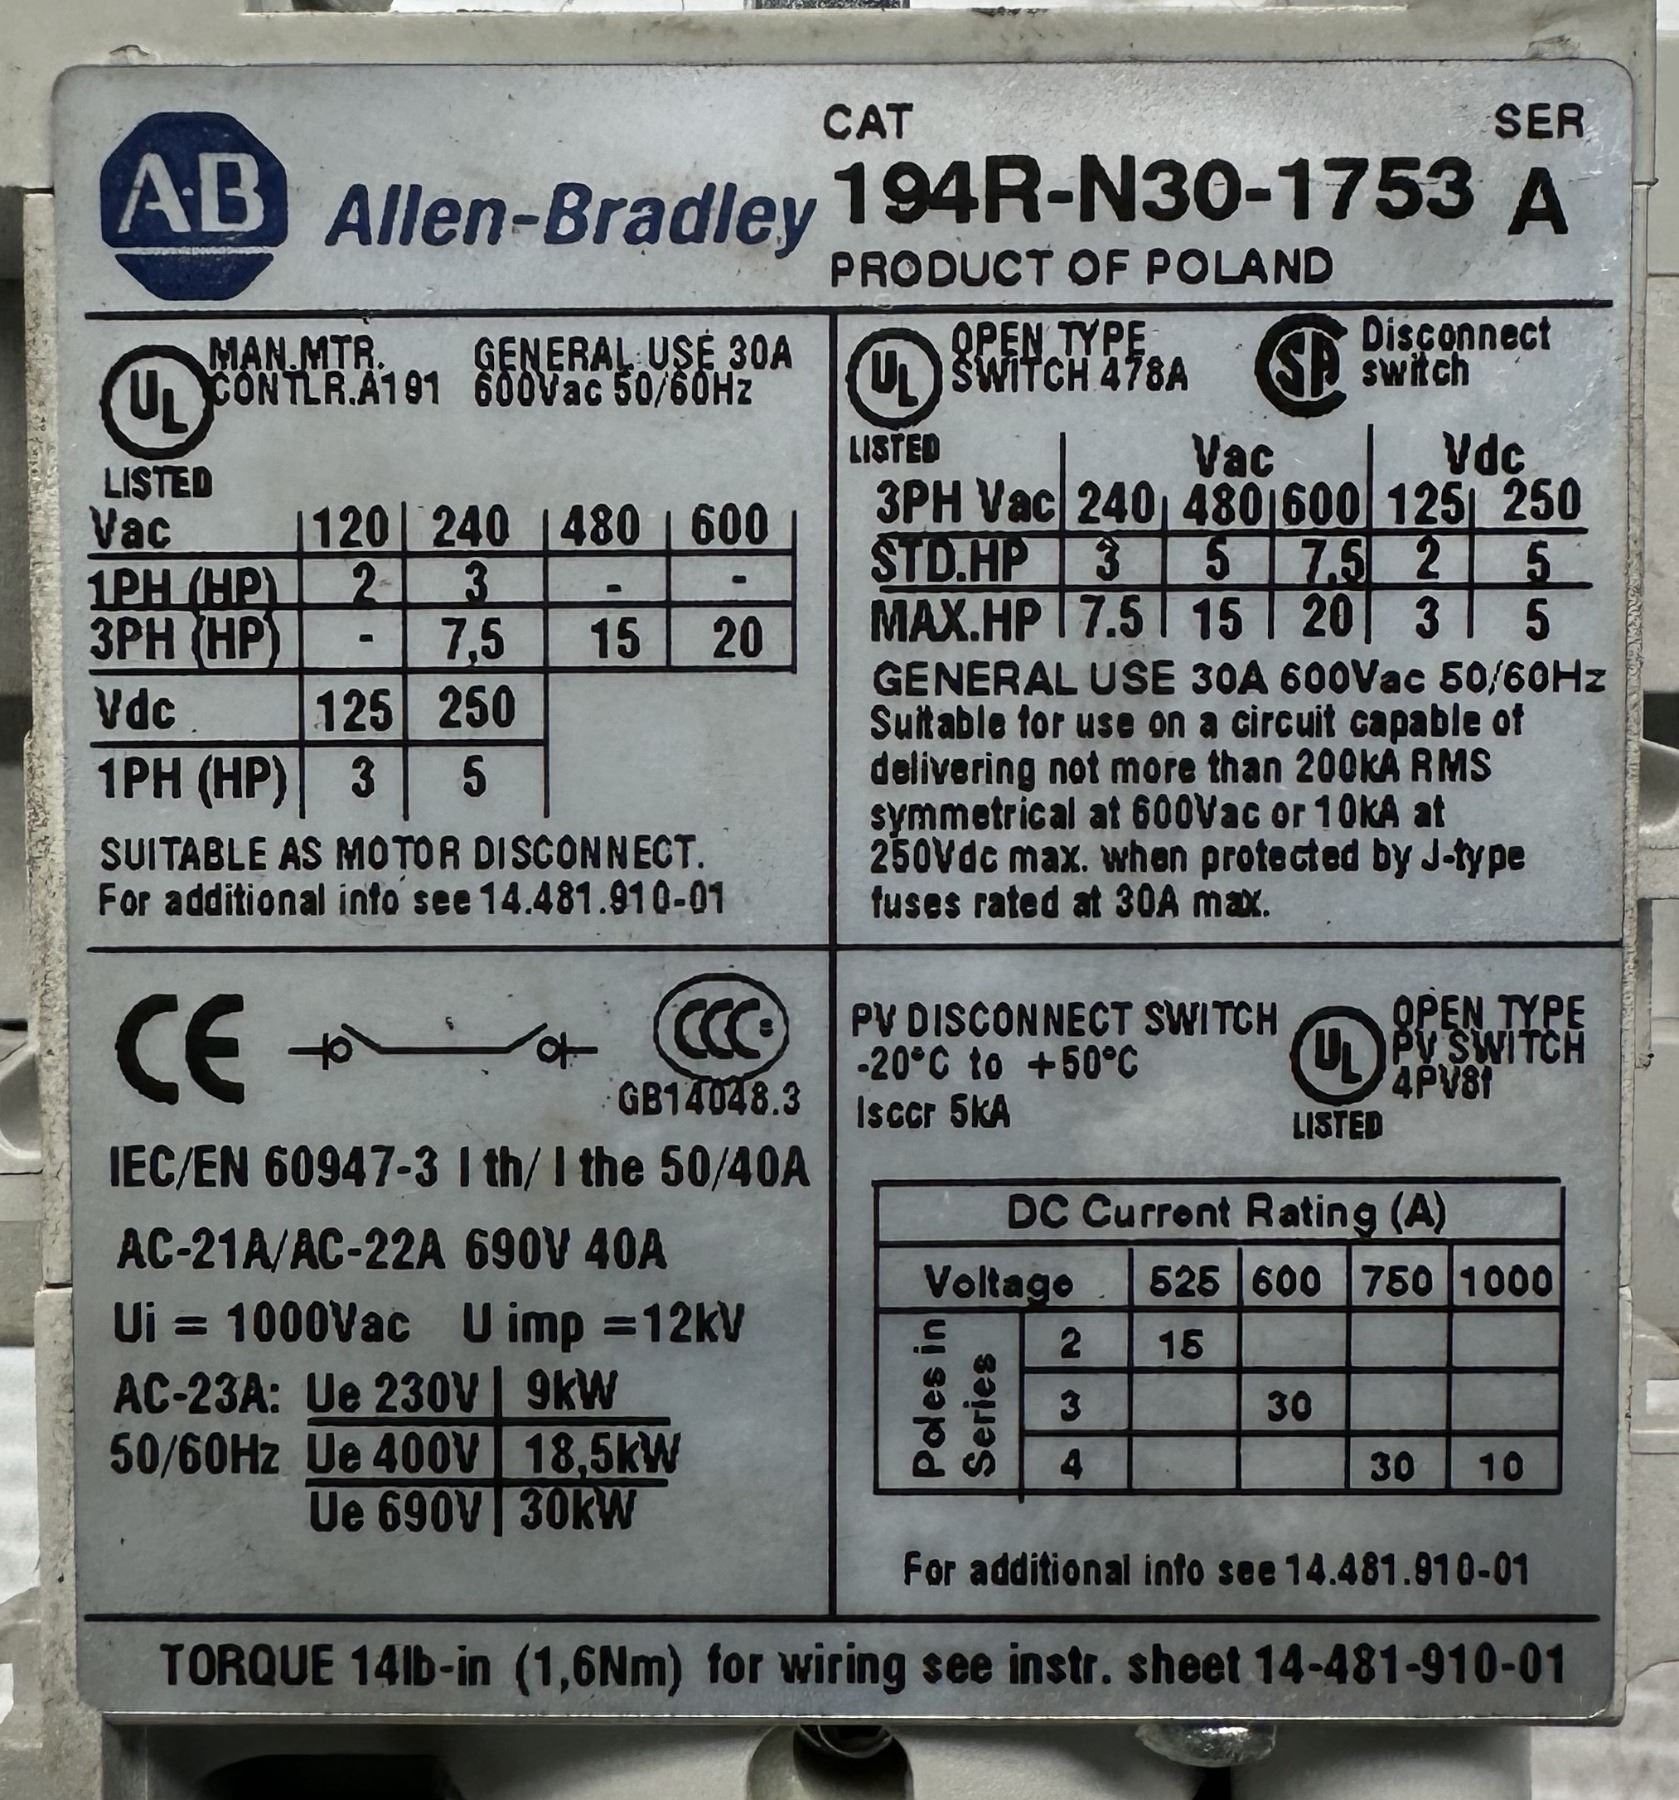 CAT SER
A·B Allen-Bradley 194R-N30-1753 A
PRODUCT OF POLAND
UL LISTED
MAN.MTR. GENERAL USE 30A
CONTLR.A191 600Vac 50/60Hz
Vac 120 240 480 600
1PH (HP) 2 3 - -
3PH (HP) - 7,5 15 20
Vdc 125 250
1PH (HP) 3 5
SUITABLE AS MOTOR DISCONNECT.
For additional info see 14.481.910-01
UL LISTED
OPEN TYPE
SWITCH 478A
SA Disconnect
switch
Vac Vdc
3PH Vac 240 480 600 125 250
STD.HP 3 5 7.5 2 5
MAX.HP 7.5 15 20 3 5
GENERAL USE 30A 600Vac 50/60Hz
Suitable for use on a circuit capable of
delivering not more than 200kA RMS
symmetrical at 600Vac or 10kA at
250Vdc max. when protected by J-type
fuses rated at 30A max.
CE CCC
GB14048.3
IEC/EN 60947-3 I th/ I the 50/40A
AC-21A/AC-22A 690V 40A
Ui = 1000Vac U imp =12kV
AC-23A: Ue 230V 9kW
50/60Hz Ue 400V 18,5kW
Ue 690V 30kW
PV DISCONNECT SWITCH
-20°C to +50°C
Isccr 5kA
UL LISTED
OPEN TYPE
PV SWITCH
4PV8f
DC Current Rating (A)
Voltage 525 600 750 1000
Poles in
Series
2 15
3 30
4 30 10
For additional info see 14.481.910-01
TORQUE 14lb-in (1,6Nm) for wiring see instr. sheet 14-481-910-01